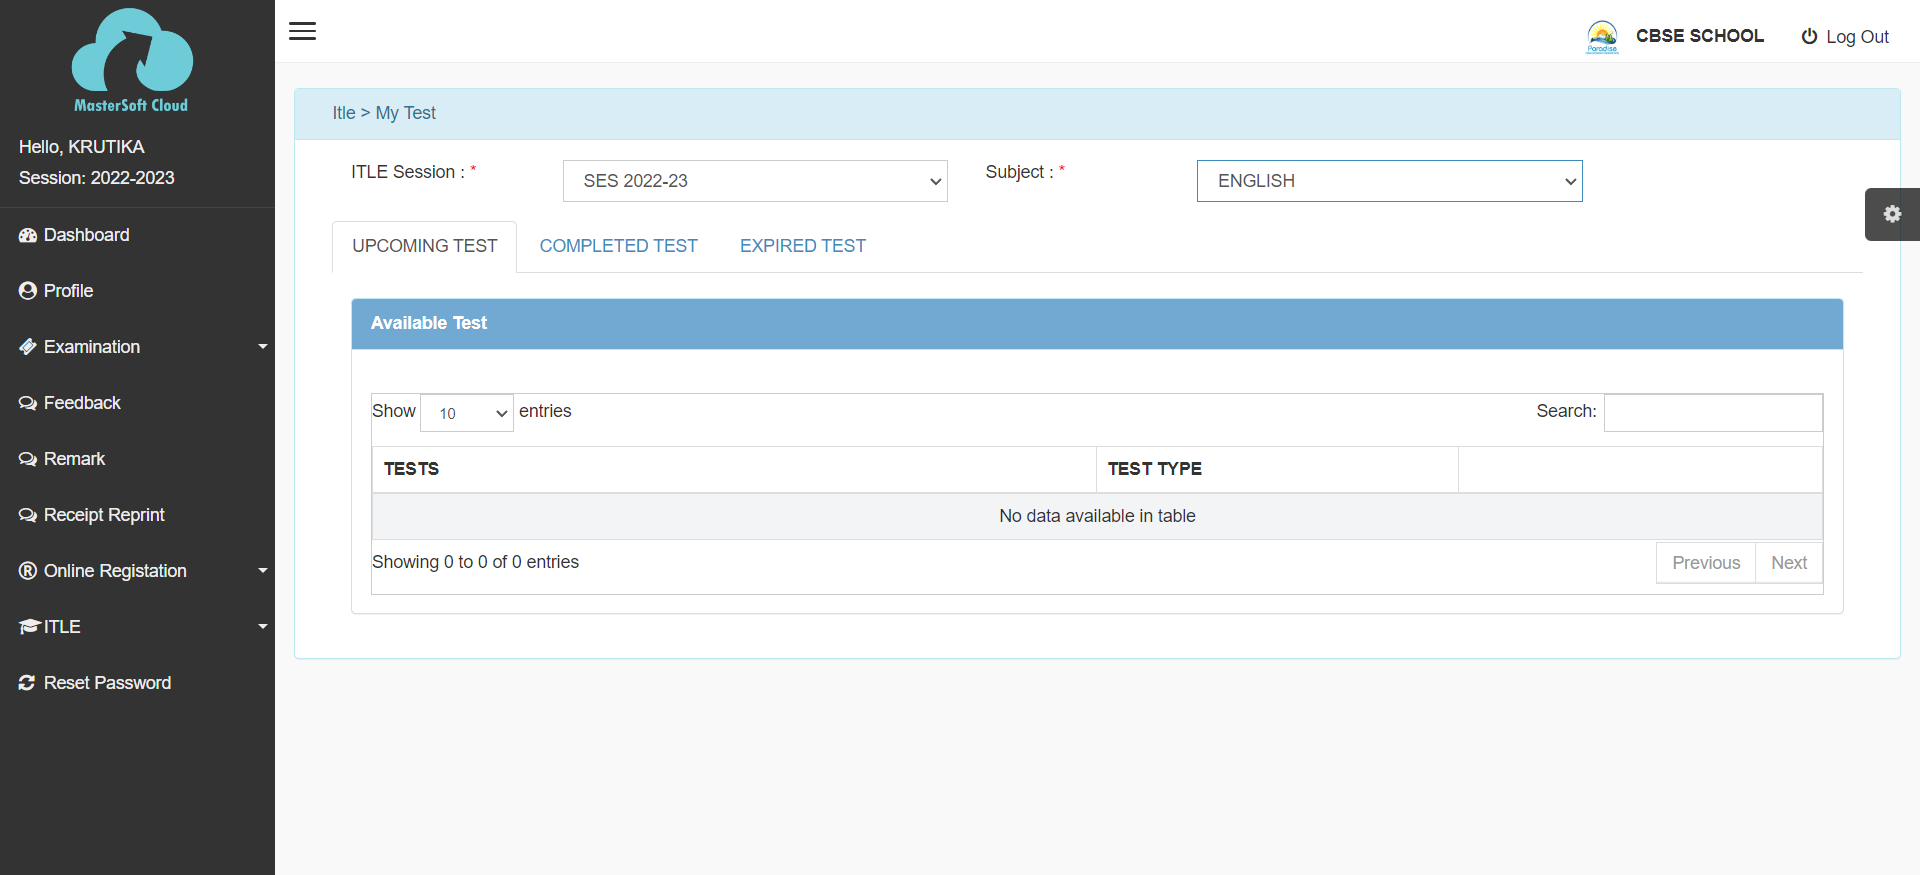 MasterSoft Cloud
Hello, KRUTIKA
Session: 2022-2023
Dashboard
Profile
Examination
Feedback
Remark
Receipt Reprint
Online Registation
ITLE
Reset Password
Paradise
CBSE SCHOOL
Log Out
Itle > My Test
ITLE Session : *
SES 2022-23
Subject : *
ENGLISH
UPCOMING TEST
COMPLETED TEST
EXPIRED TEST
Available Test
Show 10 entries
Search:
TESTS
TEST TYPE
No data available in table
Showing 0 to 0 of 0 entries
Previous
Next